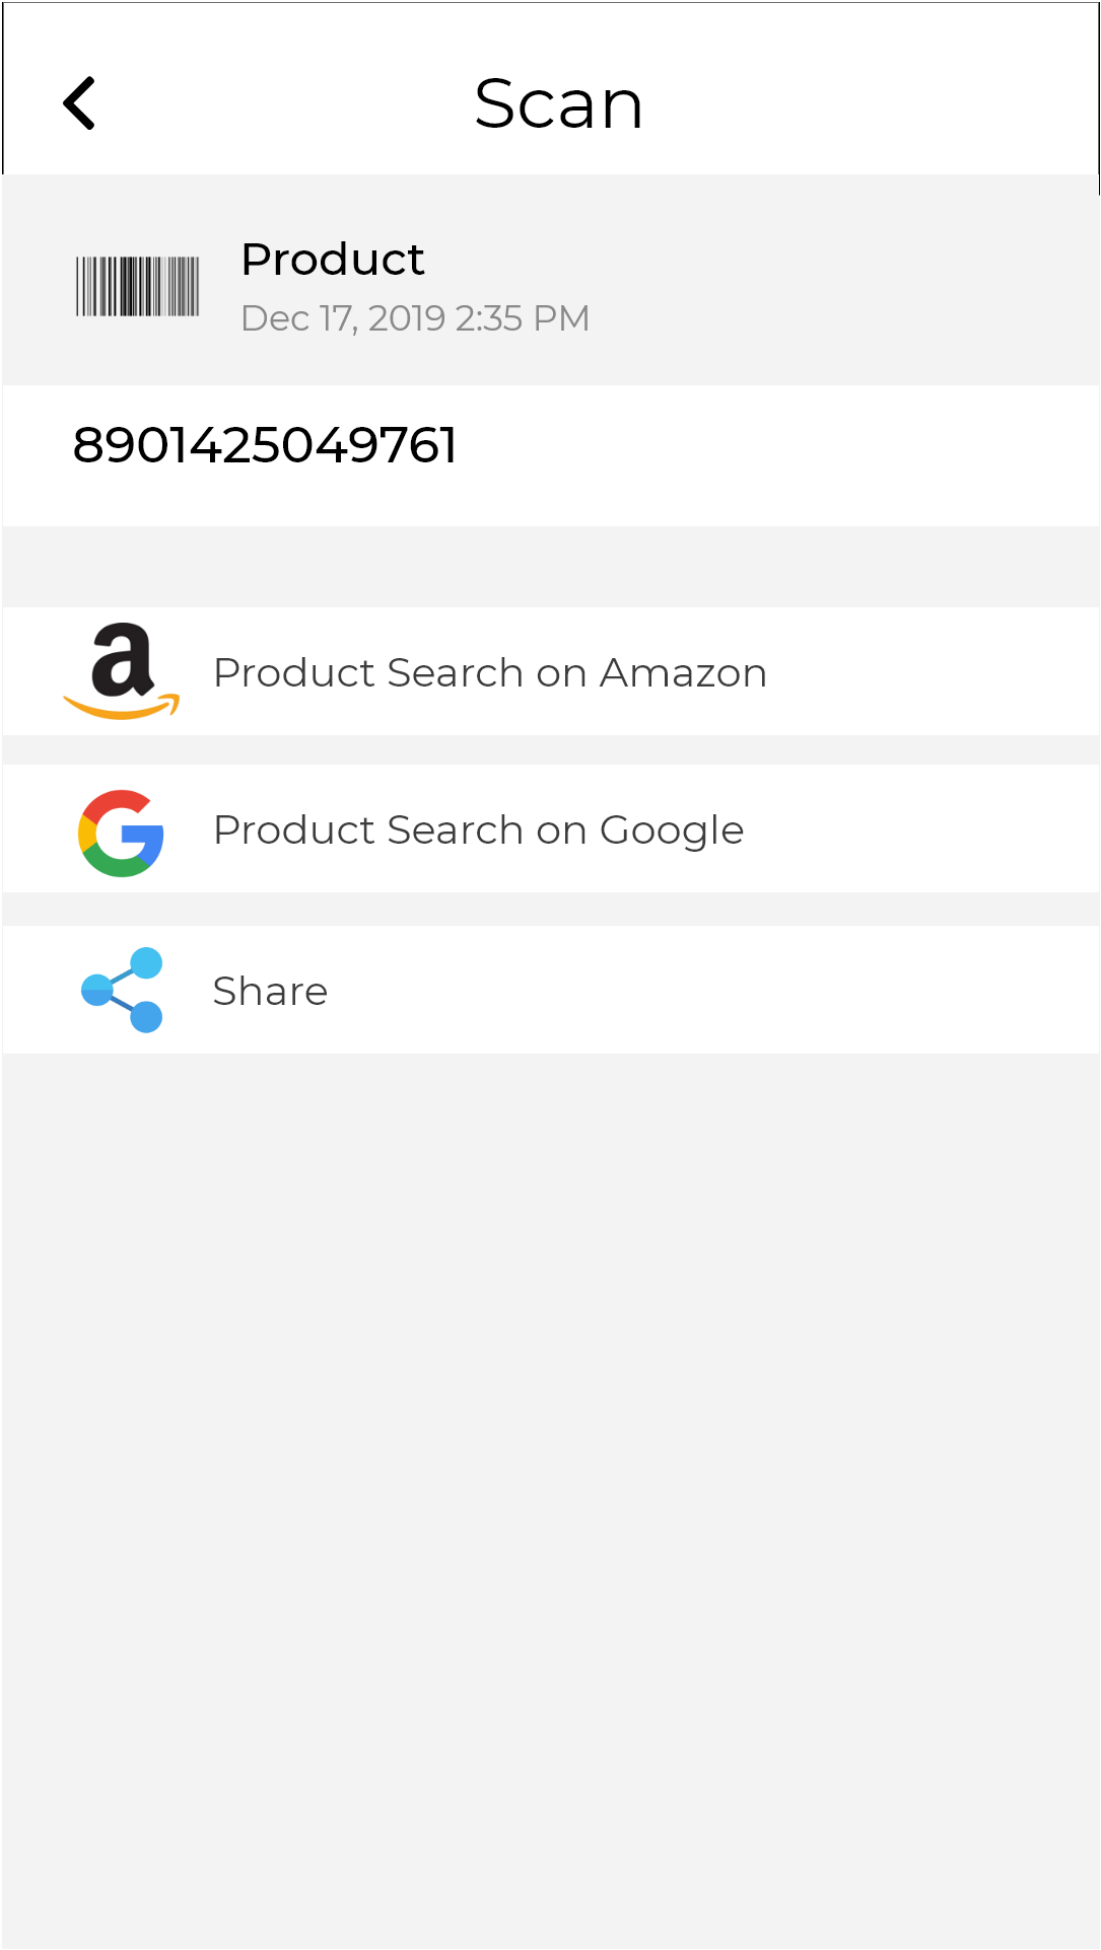 Scan
Product
Dec 17, 2019 2:35 PM
8901425049761
Product Search on Amazon
Product Search on Google
Share